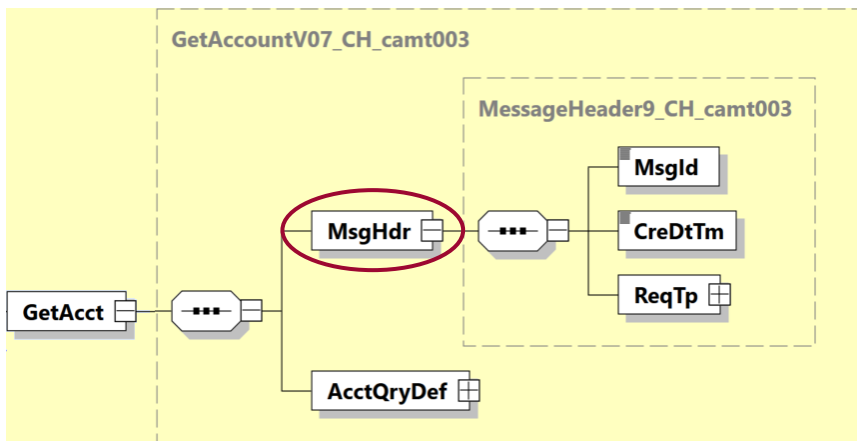 GetAccountV07_CH_camt003
MessageHeader9_CH_camt003
MsgId
MsgHdr
CreDtTm
ReqTp
GetAcct
AcctQryDef